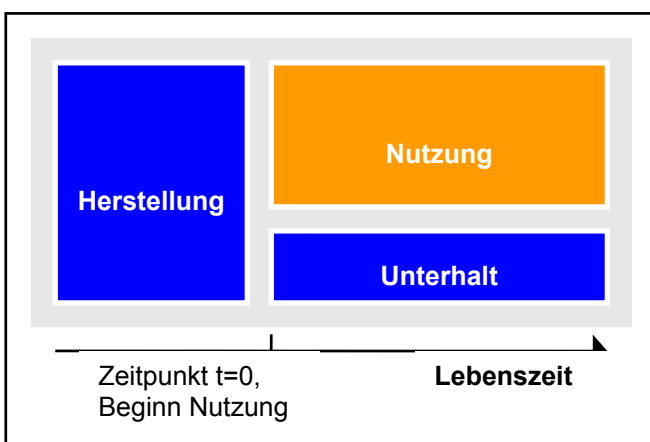 Herstellung
Nutzung
Unterhalt
Zeitpunkt t=0,
Beginn Nutzung
Lebenszeit